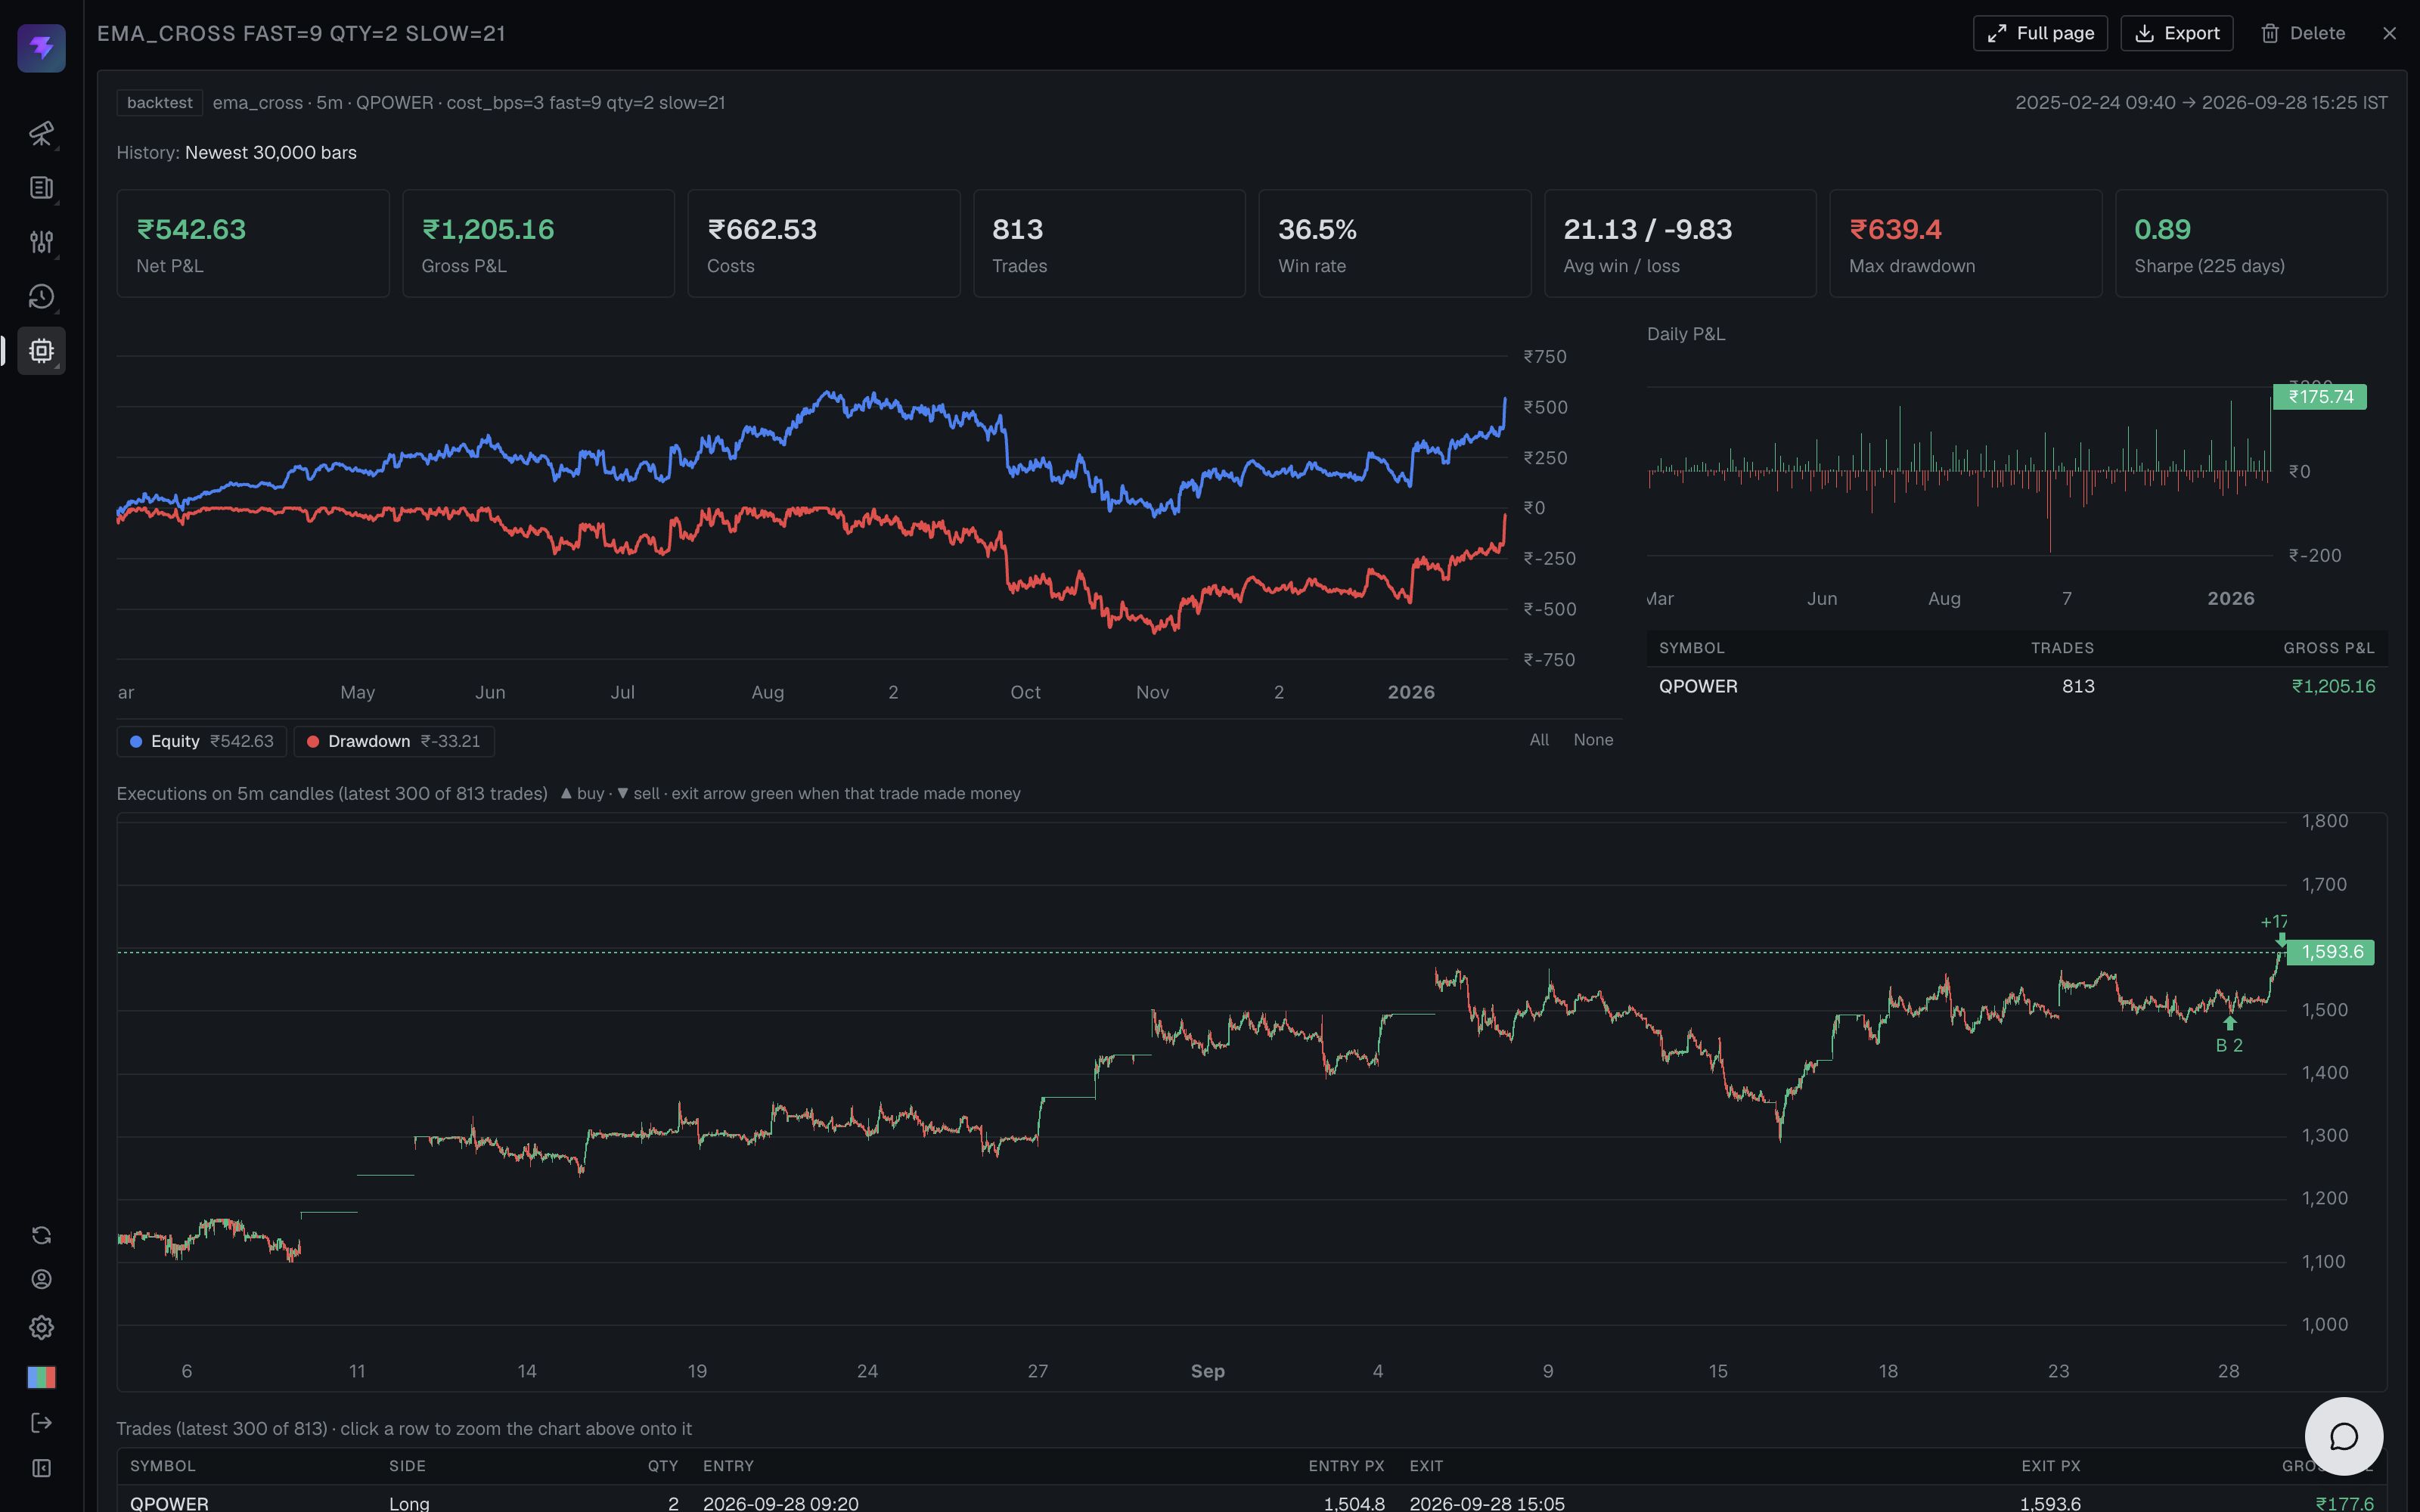 EMA_CROSS FAST=9 QTY=2 SLOW=21
Full page
Export
Delete
backtest ema_cross · 5m · QPOWER · cost_bps=3 fast=9 qty=2 slow=21
2025-02-24 09:40 → 2026-09-28 15:25 IST
History: Newest 30,000 bars
₹542.63
Net P&L
₹1,205.16
Gross P&L
₹662.53
Costs
813
Trades
36.5%
Win rate
21.13 / -9.83
Avg win / loss
₹639.4
Max drawdown
0.89
Sharpe (225 days)
₹750
₹500
₹250
₹0
₹-250
₹-500
₹-750
ar May Jun Jul Aug 2 Oct Nov 2 2026
Equity ₹542.63
Drawdown ₹-33.21
All None
Daily P&L
₹175.74
₹0
₹-200
Mar Jun Aug 7 2026
SYMBOL TRADES GROSS P&L
QPOWER 813 ₹1,205.16
Executions on 5m candles (latest 300 of 813 trades) ▲ buy · ▼ sell · exit arrow green when that trade made money
1,800
1,700
+17
1,593.6
1,500
B 2
1,400
1,300
1,200
1,100
1,000
6 11 14 19 24 27 Sep 4 9 15 18 23 28
Trades (latest 300 of 813) · click a row to zoom the chart above onto it
SYMBOL SIDE QTY ENTRY ENTRY PX EXIT EXIT PX
QPOWER Long 2 2026-09-28 09:20 1,504.8 2026-09-28 15:05 1,593.6 ₹177.6